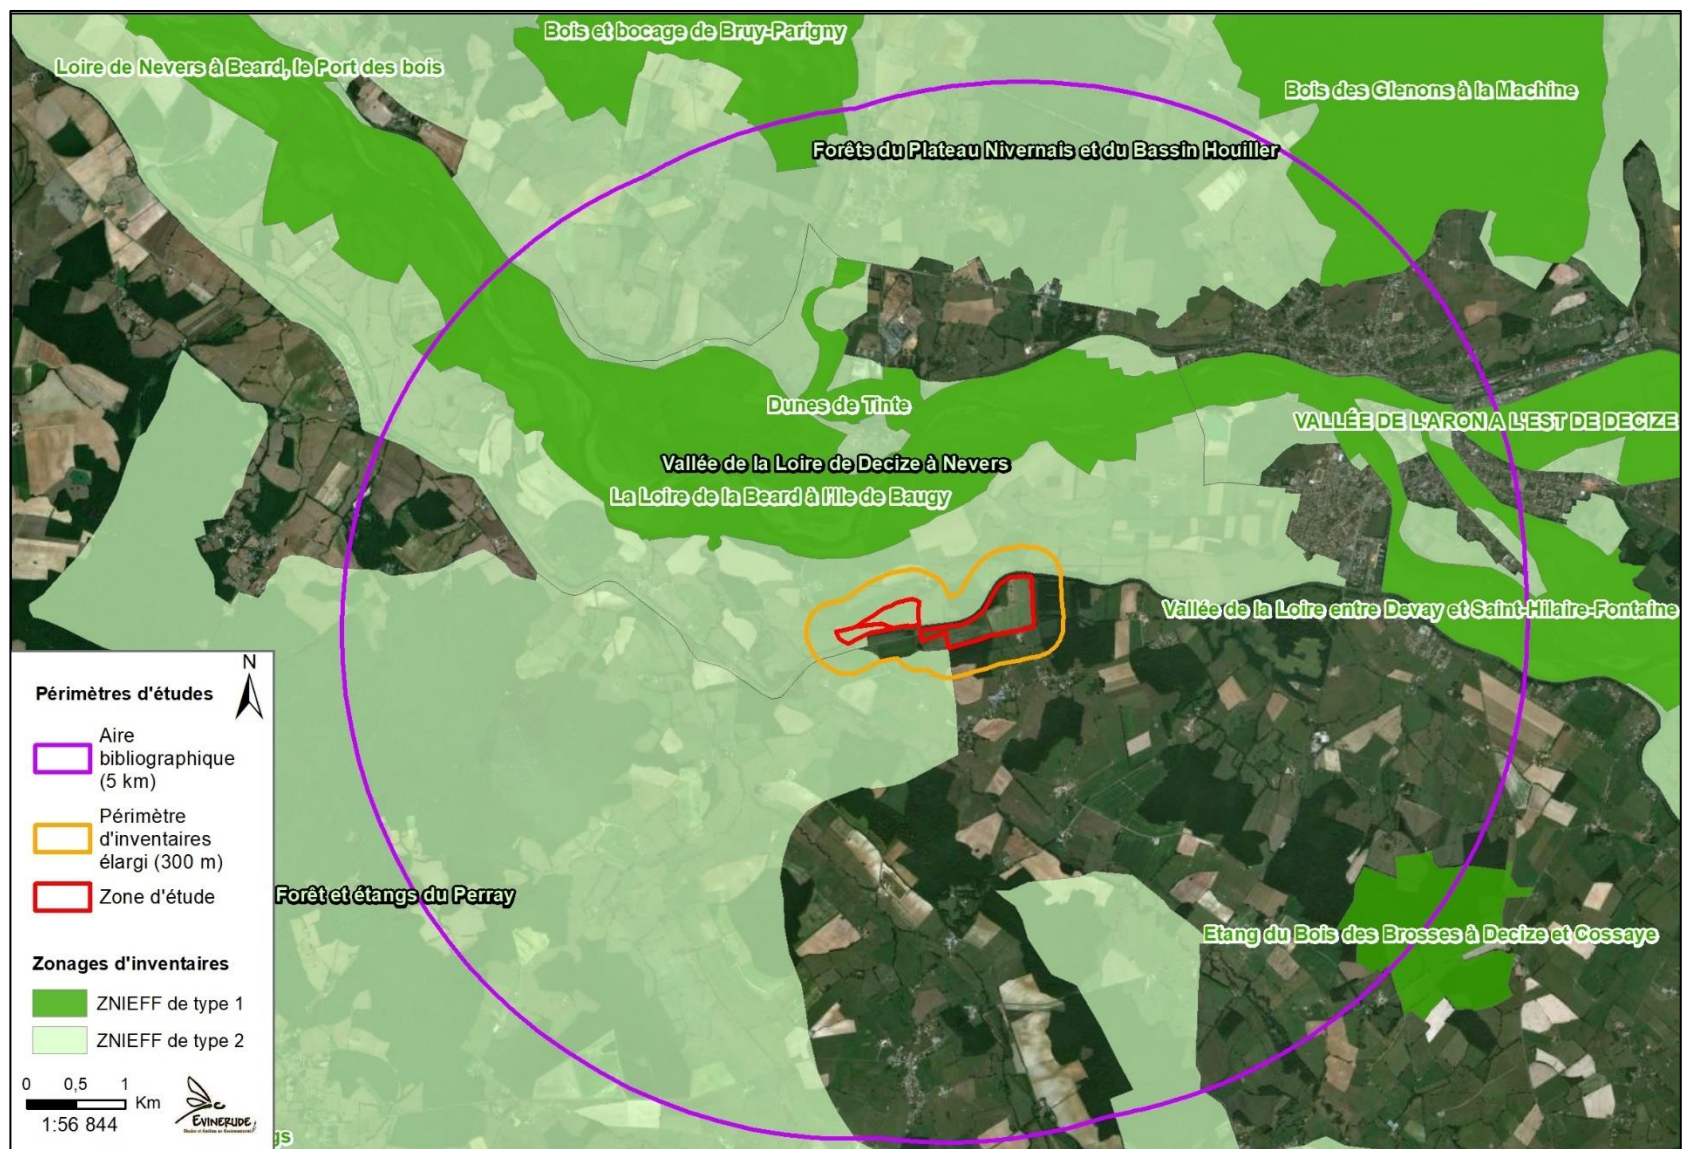 Bois et bocage de Bruy-Parigny
Loire de Nevers à Beard, le Port des bois
Bois des Glenons à la Machine
Forêts du Plateau Nivernais et du Bassin Houiller
Dunes de Tinte
VALLÉE DE L'ARON A L'EST DE DECIZE
Vallée de la Loire de Decize à Nevers
La Loire de la Beard à l'Ile de Baugy
Vallée de la Loire entre Devay et Saint-Hilaire-Fontaine
Forêt et étangs du Perray
Etang du Bois des Brosses à Decize et Cossaye
N
Périmètres d'études
Aire
bibliographique
(5 km)
Périmètre
d'inventaires
élargi (300 m)
Zone d'étude
Zonages d'inventaires
ZNIEFF de type 1
ZNIEFF de type 2
0 0,5 1
Km
1:56 844
EVINERUDE
gs